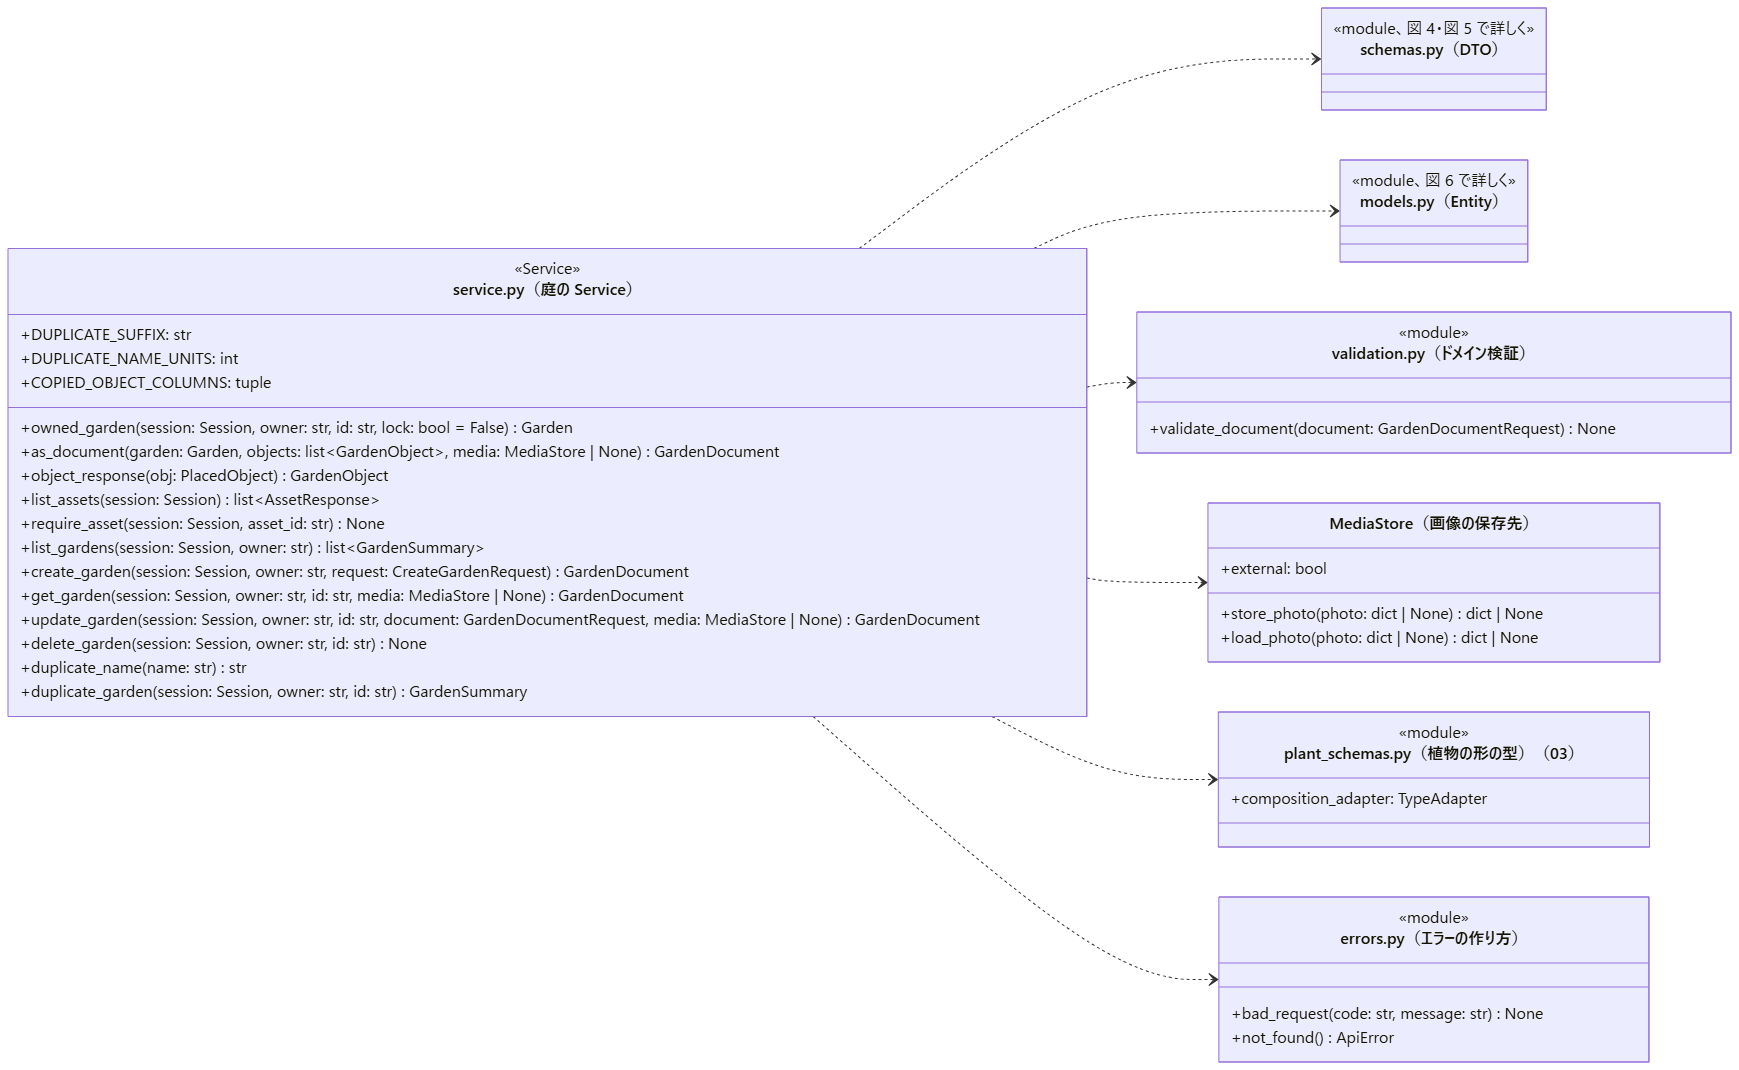 «module、図 4・図 5 で詳しく»
schemas.py（DTO）
«module、図 6 で詳しく»
models.py（Entity）
«Service»
service.py（庭の Service）
+DUPLICATE_SUFFIX: str
+DUPLICATE_NAME_UNITS: int
+COPIED_OBJECT_COLUMNS: tuple
+owned_garden(session: Session, owner: str, id: str, lock: bool = False) : Garden
+as_document(garden: Garden, objects: list<GardenObject>, media: MediaStore | None) : GardenDocument
+object_response(obj: PlacedObject) : GardenObject
+list_assets(session: Session) : list<AssetResponse>
+require_asset(session: Session, asset_id: str) : None
+list_gardens(session: Session, owner: str) : list<GardenSummary>
+create_garden(session: Session, owner: str, request: CreateGardenRequest) : GardenDocument
+get_garden(session: Session, owner: str, id: str, media: MediaStore | None) : GardenDocument
+update_garden(session: Session, owner: str, id: str, document: GardenDocumentRequest, media: MediaStore | None) : GardenDocument
+delete_garden(session: Session, owner: str, id: str) : None
+duplicate_name(name: str) : str
+duplicate_garden(session: Session, owner: str, id: str) : GardenSummary
«module»
validation.py（ドメイン検証）
+validate_document(document: GardenDocumentRequest) : None
MediaStore（画像の保存先）
+external: bool
+store_photo(photo: dict | None) : dict | None
+load_photo(photo: dict | None) : dict | None
«module»
plant_schemas.py（植物の形の型）（03）
+composition_adapter: TypeAdapter
«module»
errors.py（エラーの作り方）
+bad_request(code: str, message: str) : None
+not_found() : ApiError